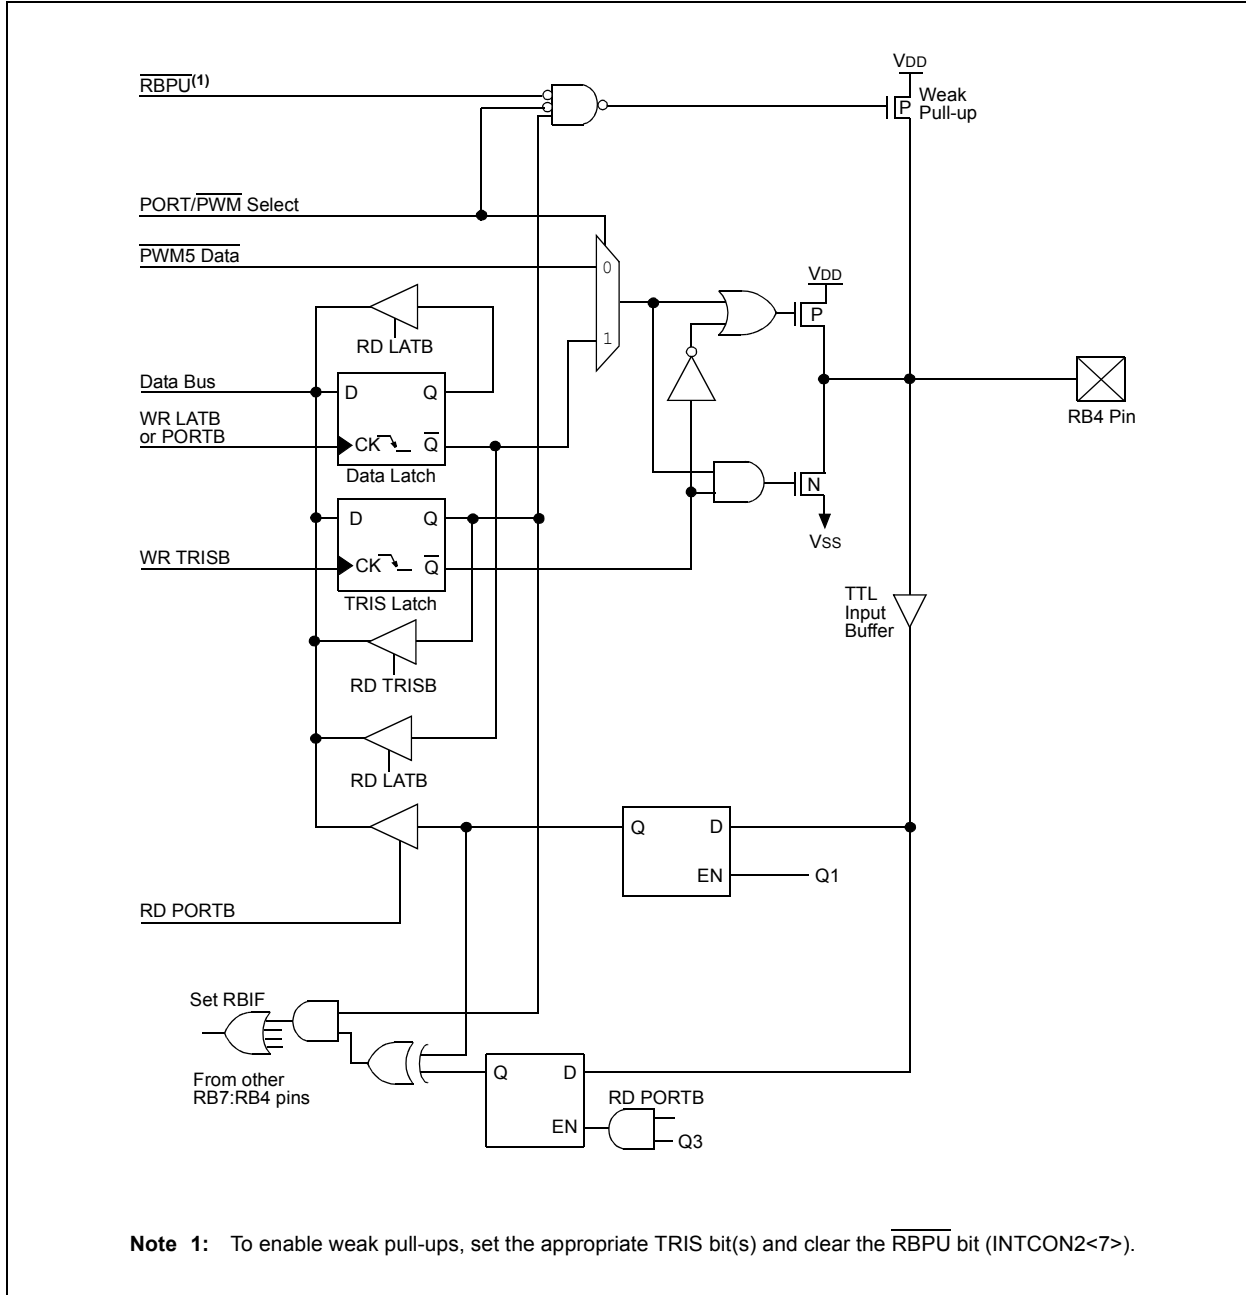 VDD
RBPU(1)
P
Weak
Pull-up
PORT/PWM Select
PWM5 Data
0
VDD
P
1
RD LATB
Data Bus
D
Q
WR LATB
or PORTB
CK
Q
Data Latch
RB4 Pin
N
D
Q
VSS
WR TRISB
CK
Q
TRIS Latch
TTL
Input
Buffer
RD TRISB
RD LATB
Q
D
EN
Q1
RD PORTB
Set RBIF
From other
RB7:RB4 pins
Q
D
RD PORTB
EN
Q3
Note 1: To enable weak pull-ups, set the appropriate TRIS bit(s) and clear the RBPU bit (INTCON2<7>).